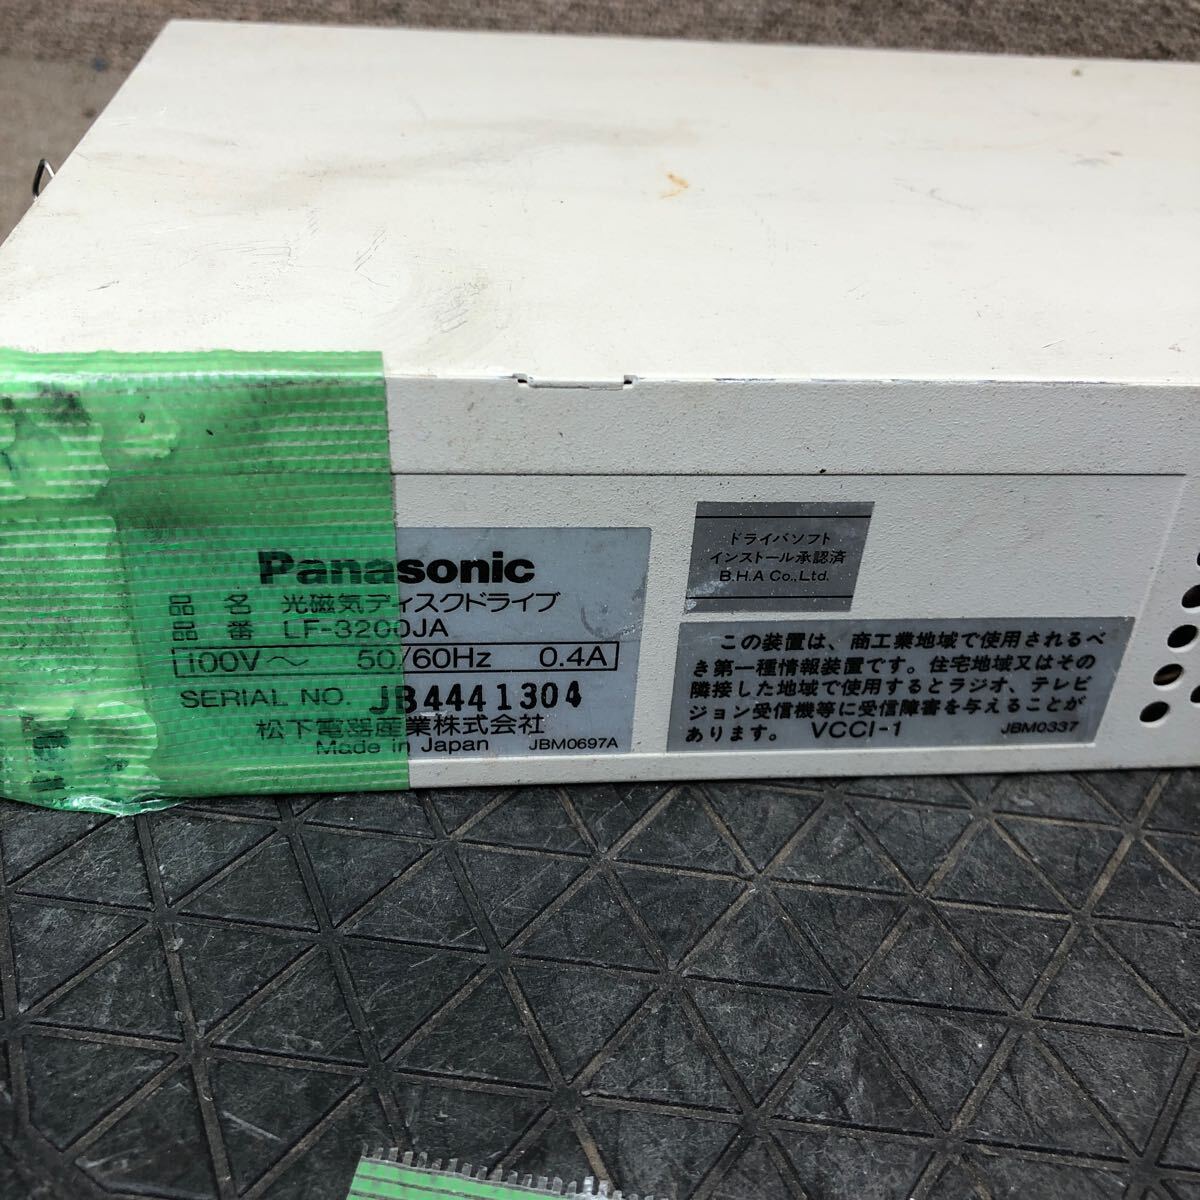 Panasonic
品 名 光磁気ディスクドライブ
品 番 LF-3200JA
100V～ 50/60Hz 0.4A
SERIAL NO. JB4441304
松下電器産業株式会社
Made in Japan JBM0697A
ドライバソフト
インストール承認済
B.H.A Co.,Ltd.
この装置は、商工業地域で使用されるべ
き第一種情報装置です。住宅地域又はその
隣接した地域で使用するとラジオ、テレビ
ジョン受信機等に受信障害を与えることが
あります。 VCCI-1 JBM0337